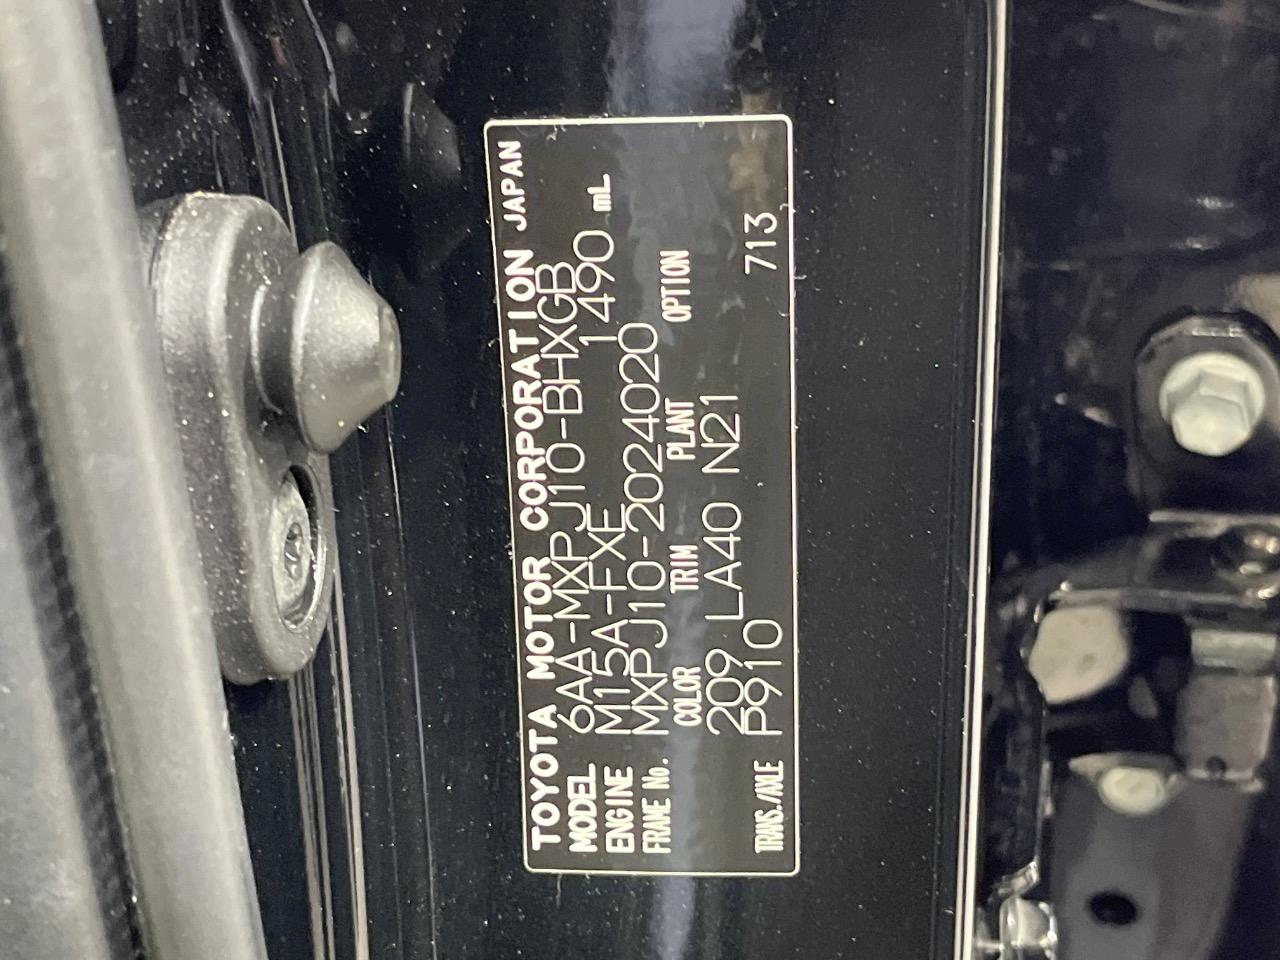 TOYOTA MOTOR CORPORATION JAPAN
MODEL 6AA-MXPJ10-BHXGB
ENGINE M15A-FXE 1490 mL
FRAME No. MXPJ10-2024020
COLOR TRIM PLANT OPTION
209 LA40 N21
TRANS./AXLE P910 713